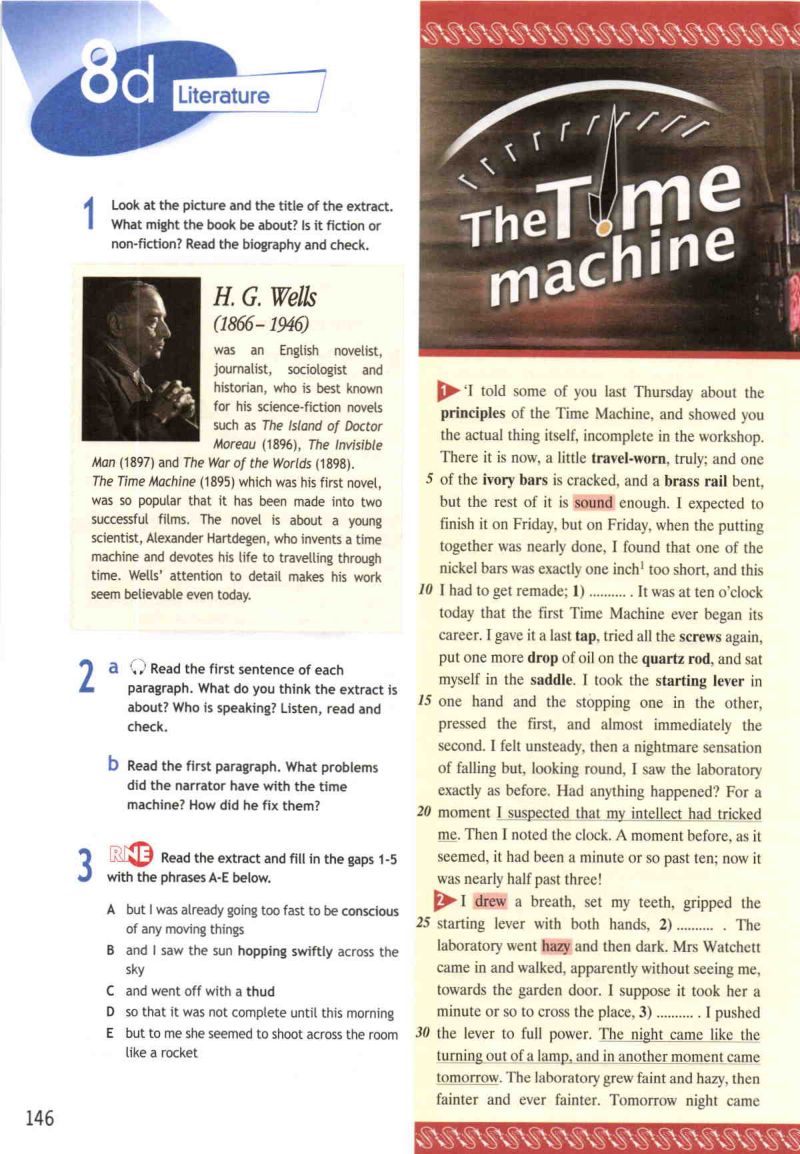 8d Literature
1 Look at the picture and the title of the extract.
What might the book be about? Is it fiction or
non-fiction? Read the biography and check.
H. G. Wells
(1866– 1946)
was an English novelist,
journalist, sociologist and
historian, who is best known
for his science-fiction novels
such as The Island of Doctor
Moreau (1896), The Invisible
Man (1897) and The War of the Worlds (1898).
The Time Machine (1895) which was his first novel,
was so popular that it has been made into two
successful films. The novel is about a young
scientist, Alexander Hartdegen, who invents a time
machine and devotes his life to travelling through
time. Wells' attention to detail makes his work
seem believable even today.
2 a Read the first sentence of each
paragraph. What do you think the extract is
about? Who is speaking? Listen, read and
check.
b Read the first paragraph. What problems
did the narrator have with the time
machine? How did he fix them?
3 RNE Read the extract and fill in the gaps 1-5
with the phrases A-E below.
A but I was already going too fast to be conscious
of any moving things
B and I saw the sun hopping swiftly across the
sky
C and went off with a thud
D so that it was not complete until this morning
E but to me she seemed to shoot across the room
like a rocket
146
The Time
machine
1 'I told some of you last Thursday about the
principles of the Time Machine, and showed you
the actual thing itself, incomplete in the workshop.
There it is now, a little travel-worn, truly; and one
5 of the ivory bars is cracked, and a brass rail bent,
but the rest of it is sound enough. I expected to
finish it on Friday, but on Friday, when the putting
together was nearly done, I found that one of the
nickel bars was exactly one inch¹ too short, and this
10 I had to get remade; 1) ........... . It was at ten o'clock
today that the first Time Machine ever began its
career. I gave it a last tap, tried all the screws again,
put one more drop of oil on the quartz rod, and sat
myself in the saddle. I took the starting lever in
15 one hand and the stopping one in the other,
pressed the first, and almost immediately the
second. I felt unsteady, then a nightmare sensation
of falling but, looking round, I saw the laboratory
exactly as before. Had anything happened? For a
20 moment I suspected that my intellect had tricked
me. Then I noted the clock. A moment before, as it
seemed, it had been a minute or so past ten; now it
was nearly half past three!
2 I drew a breath, set my teeth, gripped the
25 starting lever with both hands, 2) .......... . The
laboratory went hazy and then dark. Mrs Watchett
came in and walked, apparently without seeing me,
towards the garden door. I suppose it took her a
minute or so to cross the place, 3) .......... . I pushed
30 the lever to full power. The night came like the
turning out of a lamp, and in another moment came
tomorrow. The laboratory grew faint and hazy, then
fainter and ever fainter. Tomorrow night came